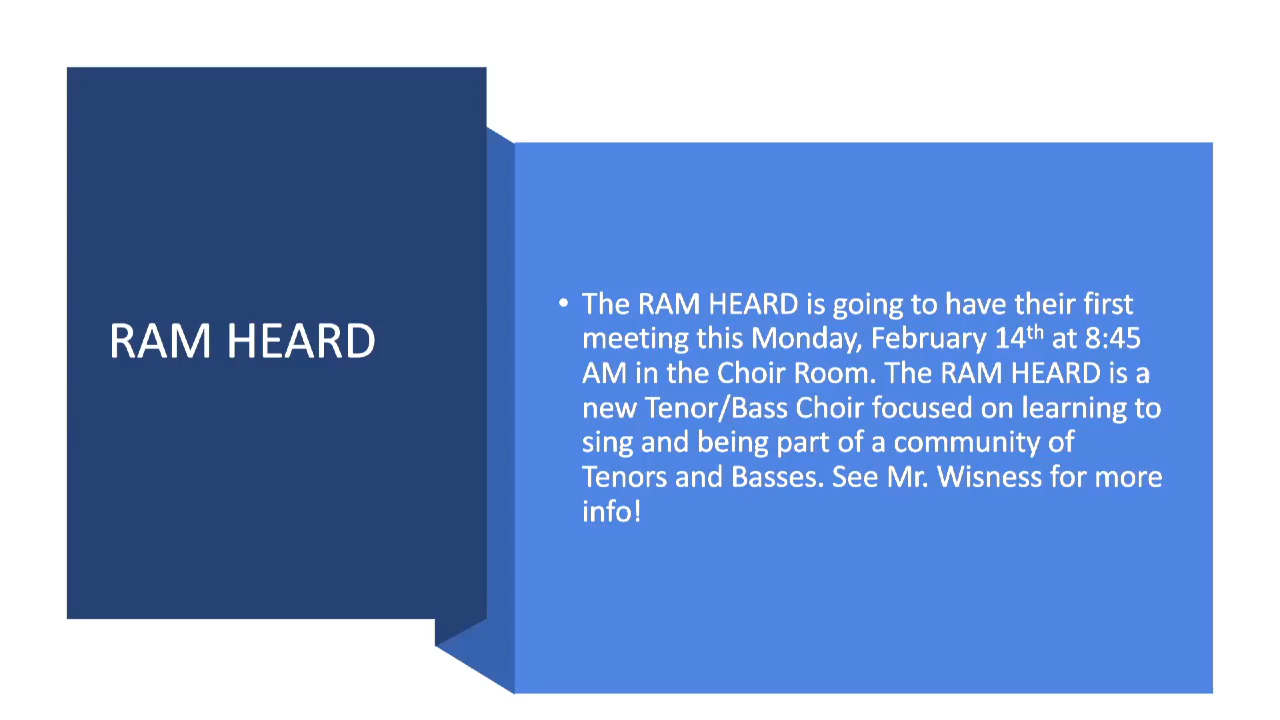 RAM HEARD
• The RAM HEARD is going to have their first
meeting this Monday, February 14th at 8:45
AM in the Choir Room. The RAM HEARD is a
new Tenor/Bass Choir focused on learning to
sing and being part of a community of
Tenors and Basses. See Mr. Wisness for more
info!